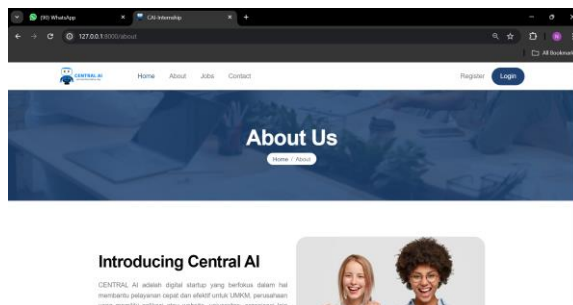 (93) WhatsApp
CAI Internship
127.0.0.1:8000/about
All Bookmarks
CENTRAL AI
Home About Jobs Contact
Register Login
About Us
Home / About
Introducing Central AI
CENTRAL AI adalah digital startup yang berfokus dalam hal
membantu pelayanan cepat dan efektif untuk UMKM, perusahaan